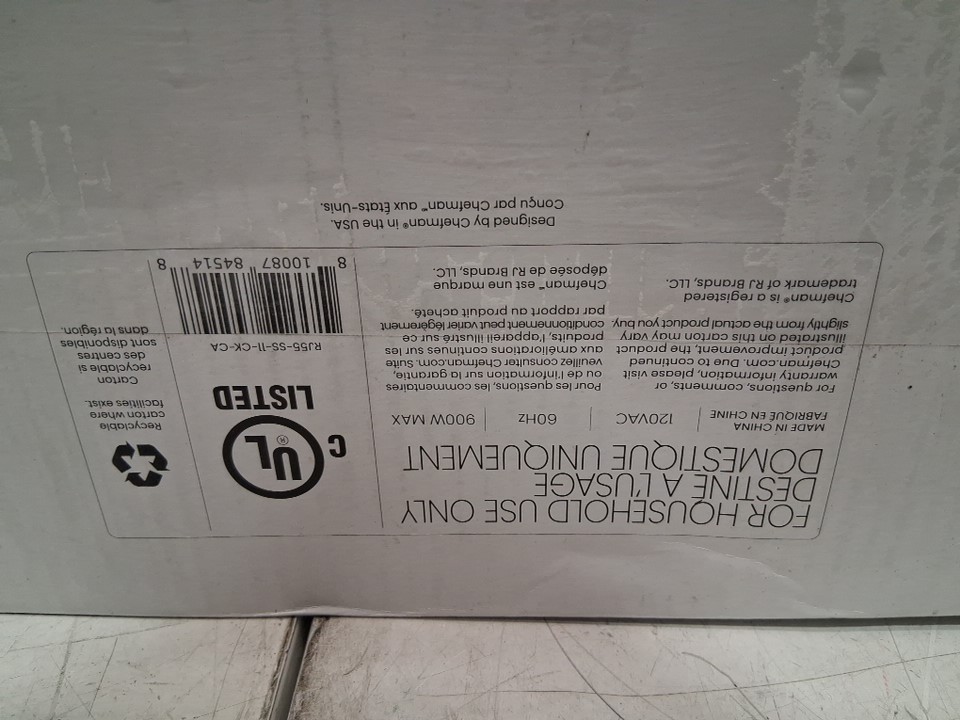 FOR HOUSEHOLD USE ONLY
DESTINE A L'USAGE
DOMESTIQUE UNIQUEMENT
MADE IN CHINA
FABRIQUÉ EN CHINE
120VAC
60HZ
900W MAX
For questions, comments, or
warranty information, please visit
Chefman.com. Due to continued
product improvement, the product
illustrated on this carton may vary
slightly from the actual product you buy.
Chefman® is a registered
trademark of RJ Brands, LLC.
Pour les questions, les commentaires
ou de l'information sur la garantie,
veuillez consulter Chefman.com. Suite
aux améliorations continues sur les
produits, l'appareil illustré sur ce
conditionnement peut varier légèrement
par rapport au produit acheté.
Chefman™ est une marque
déposée de RJ Brands, LLC.
C UL ®
LISTED
RJ55-SS-11-CK-CA
8 10087 84514 8
Recyclable
carton where
facilities exist.
Carton
recyclable si
des centres
sont disponibles
dans la région.
Designed by Chefman® in the USA.
Conçu par Chefman™ aux États-Unis.